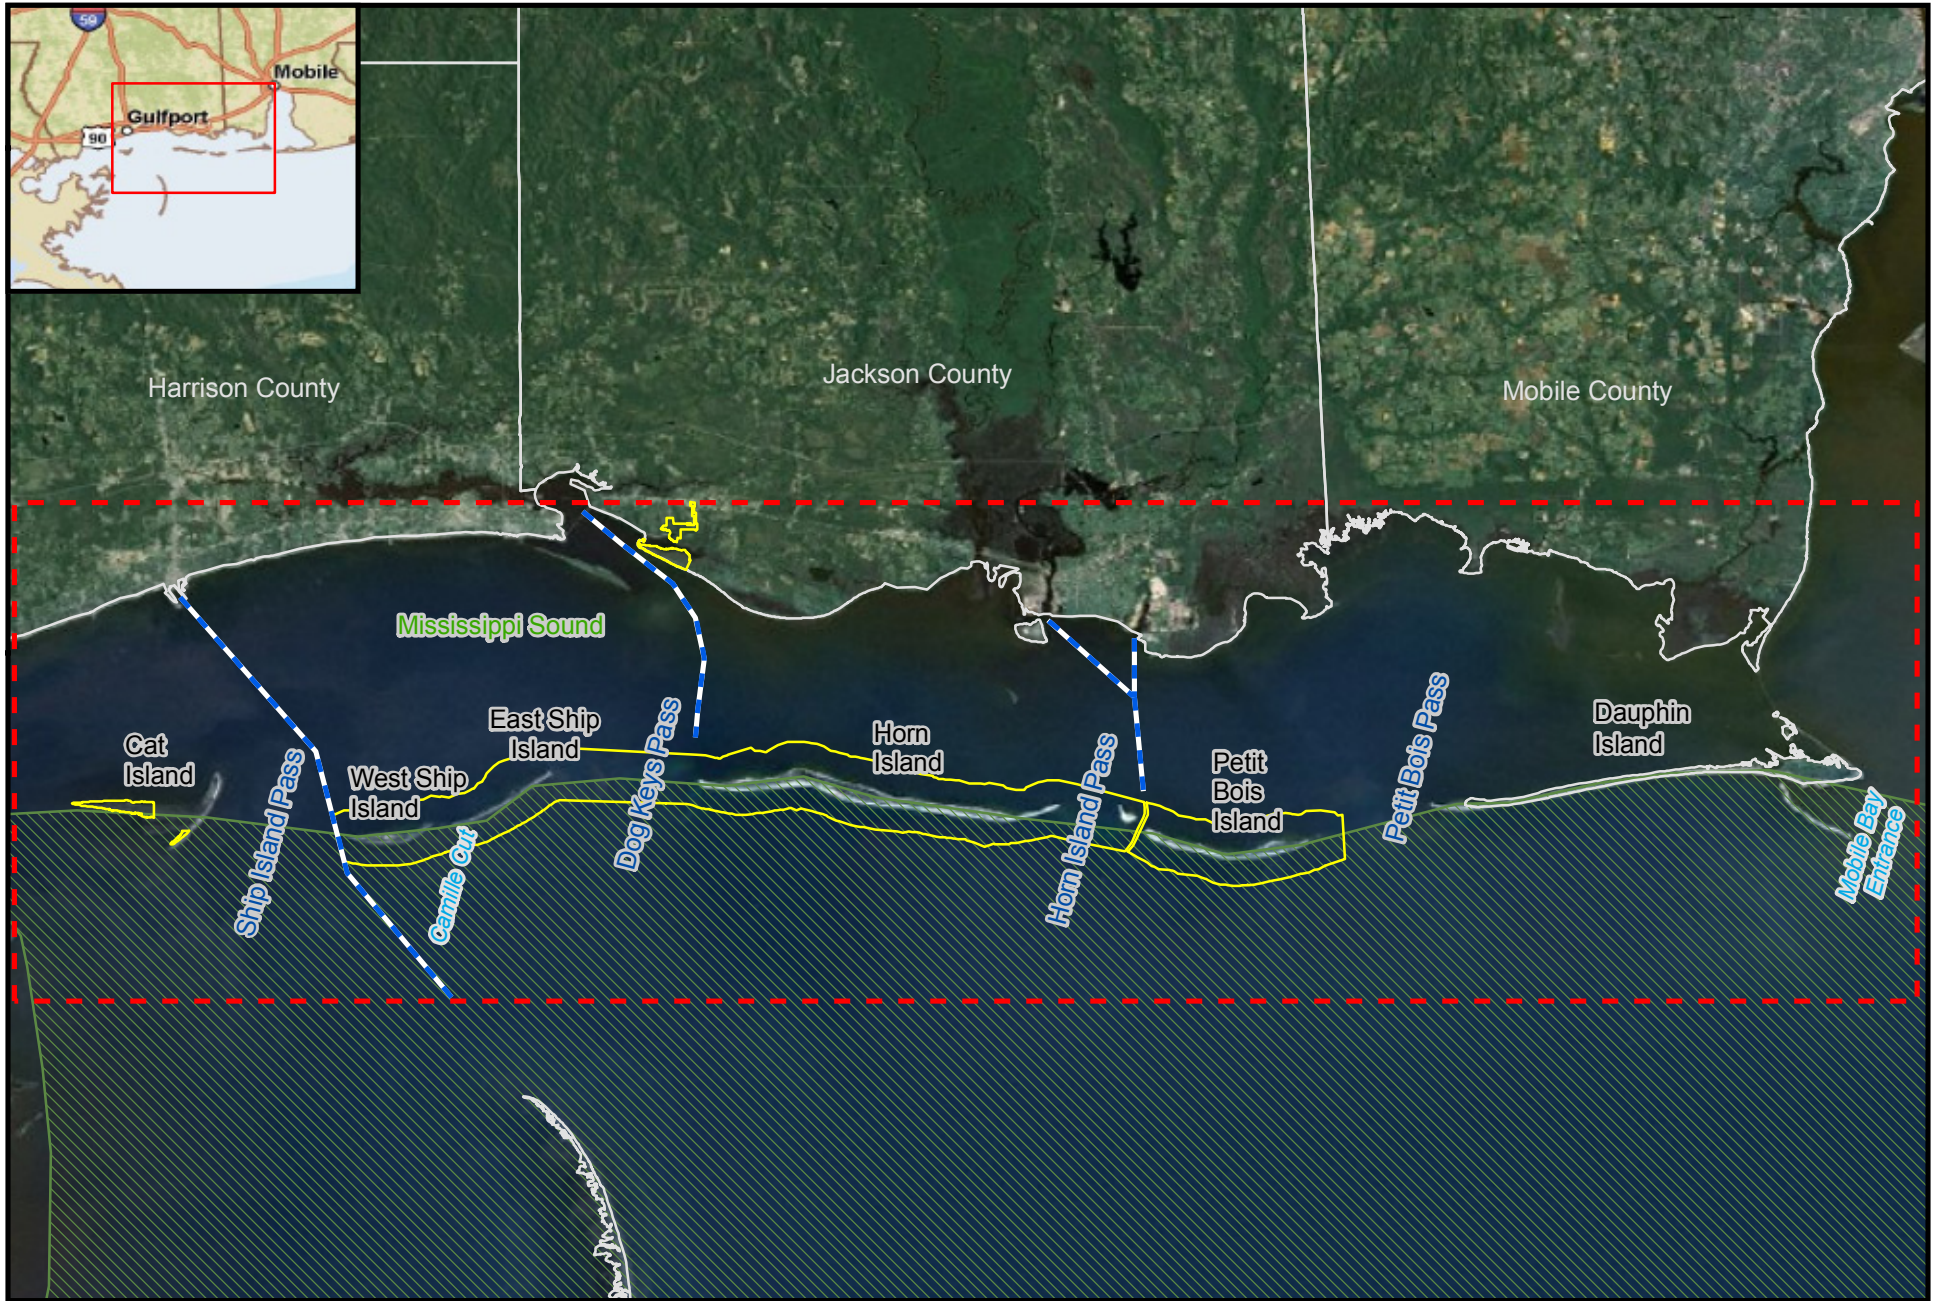 59
Mobile
Gulfport
90
Harrison County
Jackson County
Mobile County
Mississippi Sound
Cat
Island
Ship Island Pass
West Ship
Island
Camille Cut
East Ship
Island
Dog Keys Pass
Horn
Island
Horn Island Pass
Petit
Bois
Island
Petit Bois Pass
Dauphin
Island
Mobile Bay
Entrance